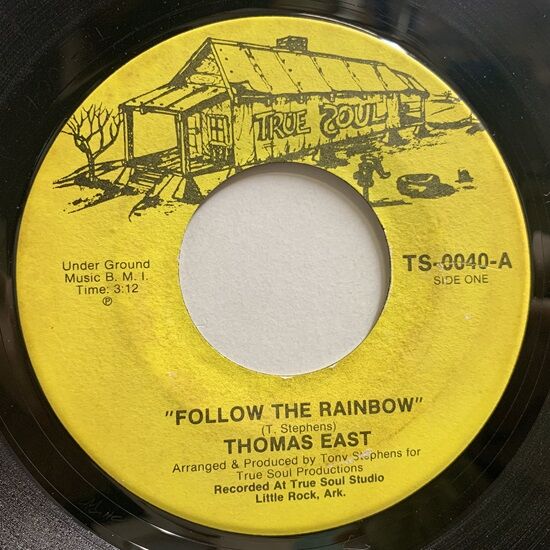 TRUE SOUL
Under Ground
Music B. M. I.
Time: 3:12
℗
TS-0040-A
SIDE ONE
"FOLLOW THE RAINBOW"
(T. Stephens)
THOMAS EAST
Arranged & Produced by Tony Stephens for
True Soul Productions
Recorded At True Soul Studio
Little Rock, Ark.